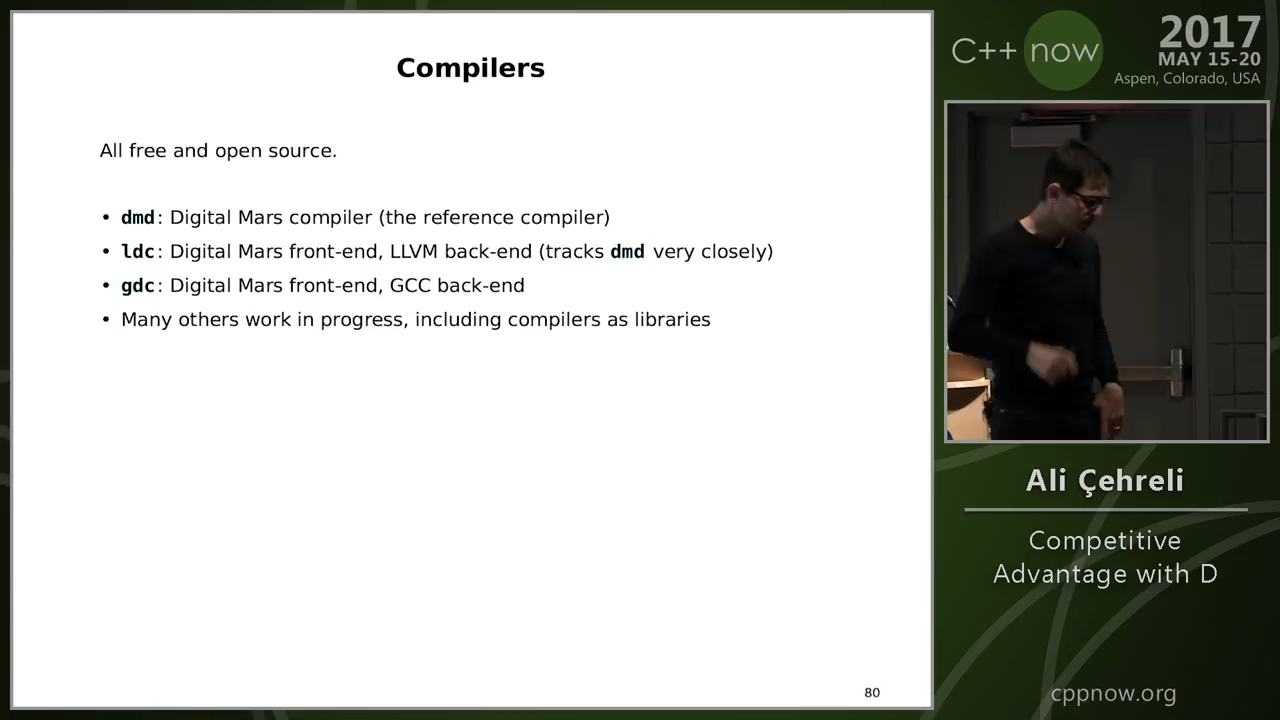 Compilers
All free and open source.
• dmd: Digital Mars compiler (the reference compiler)
• ldc: Digital Mars front-end, LLVM back-end (tracks dmd very closely)
• gdc: Digital Mars front-end, GCC back-end
• Many others work in progress, including compilers as libraries
80
C++ now
2017
MAY 15-20
Aspen, Colorado, USA
Ali Çehreli
Competitive
Advantage with D
cppnow.org